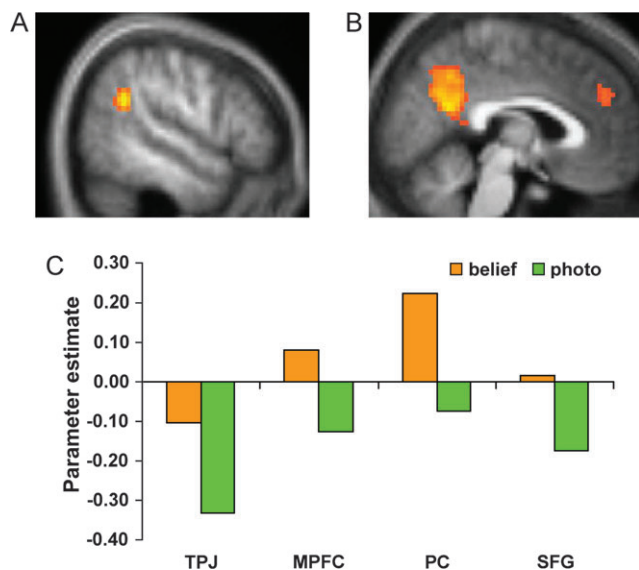 A
B
C
belief photo
Parameter estimate
0.30
0.20
0.10
0.00
-0.10
-0.20
-0.30
-0.40
TPJ MPFC PC SFG